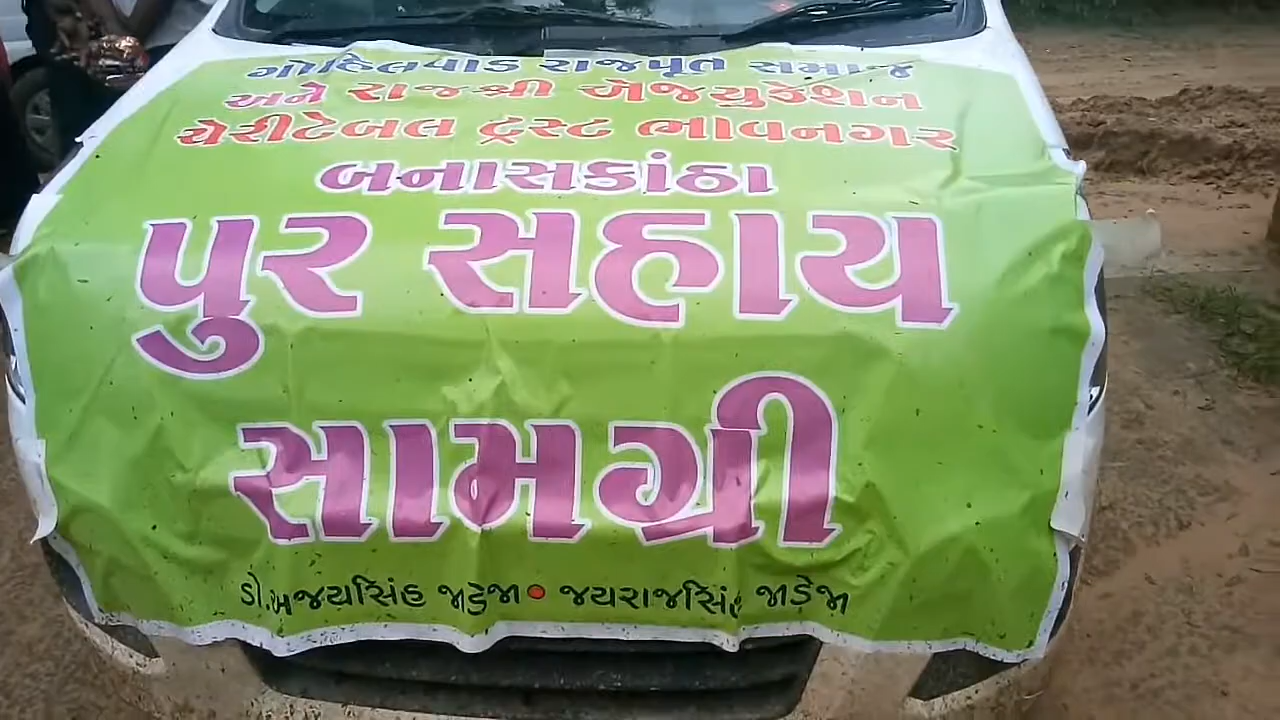 ગોહિલવાડ રાજપૂત સમાજ
અને રાજશ્રી એજ્યુકેશન
ચેરીટેબલ ટ્રસ્ટ ભાવનગર
બનાસકાંઠા
પુર સહાય
સામગ્રી
ડો.અજયસિંહ જાડેજા • જયરાજસિંહ જાડેજા